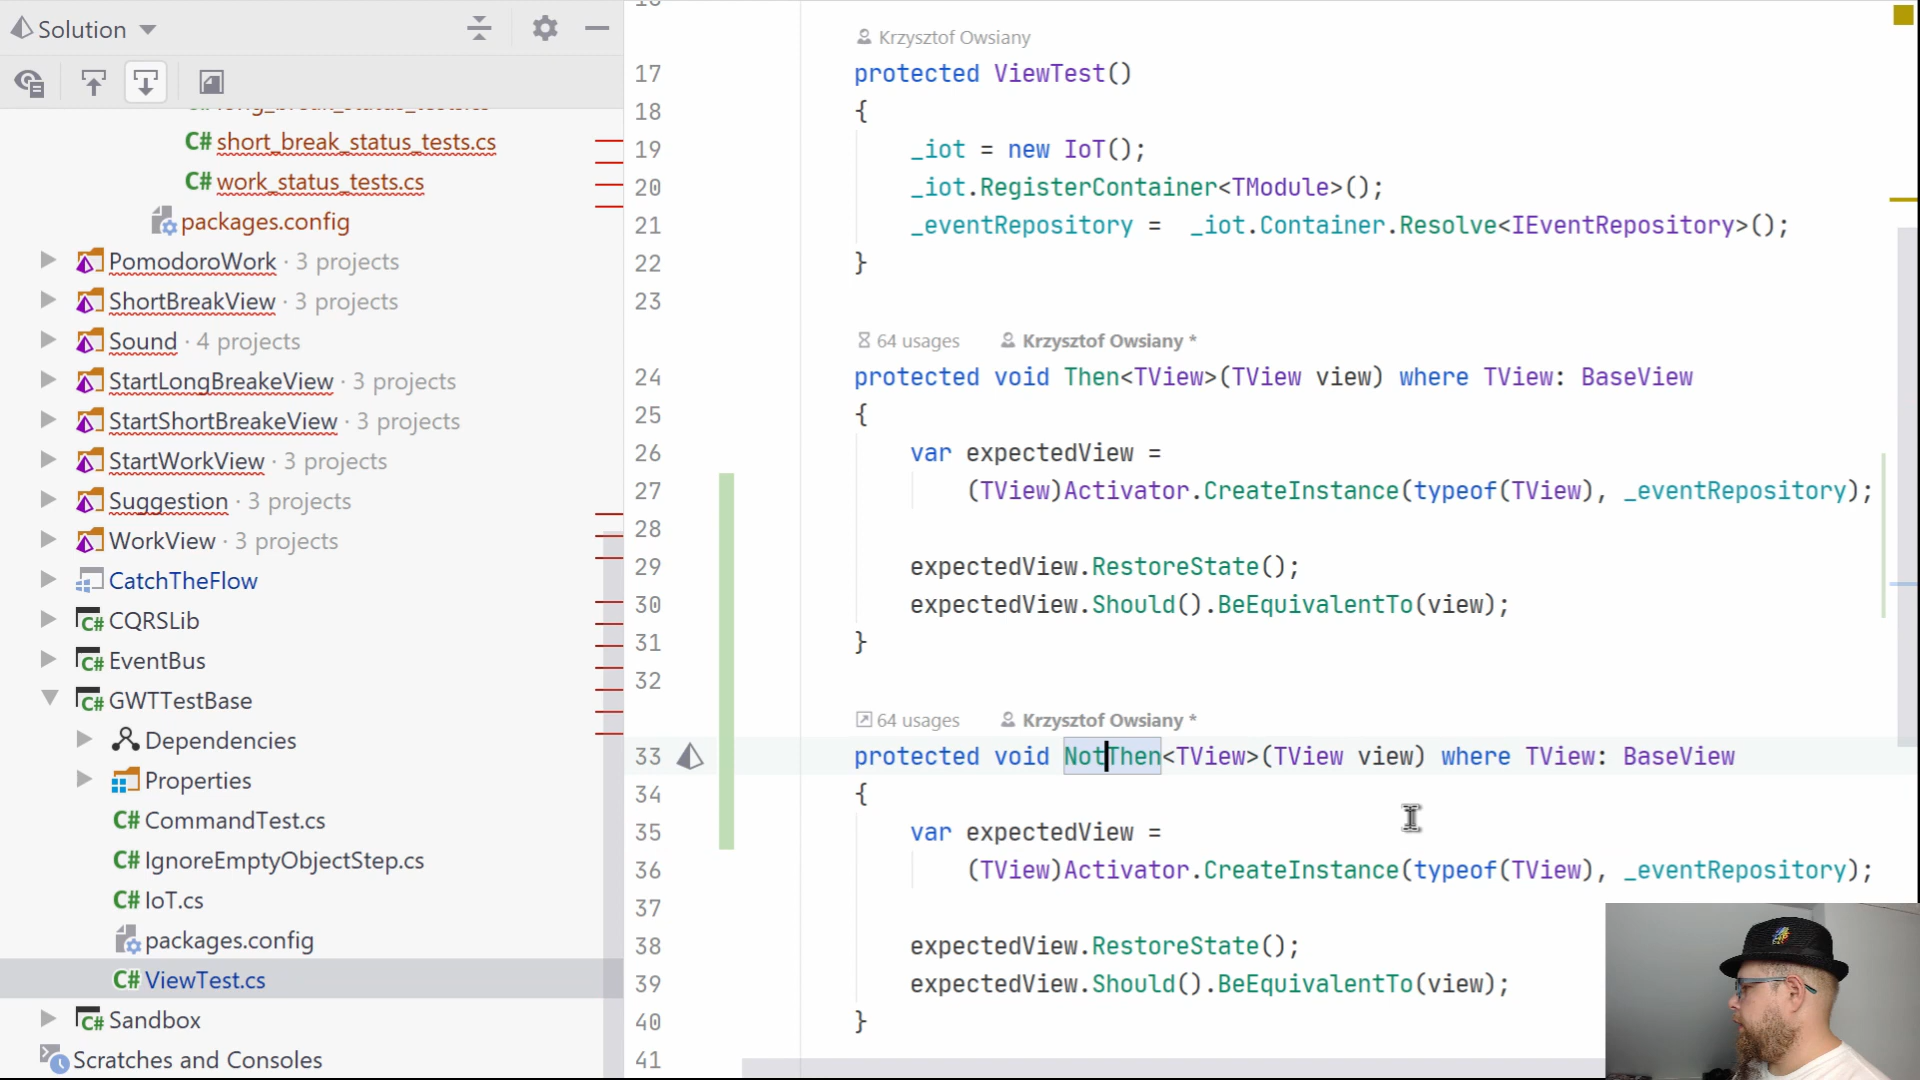 Solution
short_break_status_tests.cs
C# short_break_status_tests.cs
C# work_status_tests.cs
packages.config
PomodoroWork · 3 projects
ShortBreakView · 3 projects
Sound · 4 projects
StartLongBreakeView · 3 projects
StartShortBreakeView · 3 projects
StartWorkView · 3 projects
Suggestion · 3 projects
WorkView · 3 projects
CatchTheFlow
C# CQRSLib
C# EventBus
C# GWTTestBase
Dependencies
Properties
C# CommandTest.cs
C# IgnoreEmptyObjectStep.cs
C# IoT.cs
packages.config
C# ViewTest.cs
C# Sandbox
Scratches and Consoles
Krzysztof Owsiany
17 protected ViewTest()
18 {
19 _iot = new IoT();
20 _iot.RegisterContainer<TModule>();
21 _eventRepository = _iot.Container.Resolve<IEventRepository>();
22 }
23
64 usages Krzysztof Owsiany *
24 protected void Then<TView>(TView view) where TView: BaseView
25 {
26 var expectedView =
27 (TView)Activator.CreateInstance(typeof(TView), _eventRepository);
28
29 expectedView.RestoreState();
30 expectedView.Should().BeEquivalentTo(view);
31 }
32
64 usages Krzysztof Owsiany *
33 protected void NotThen<TView>(TView view) where TView: BaseView
34 {
35 var expectedView =
36 (TView)Activator.CreateInstance(typeof(TView), _eventRepository);
37
38 expectedView.RestoreState();
39 expectedView.Should().BeEquivalentTo(view);
40 }
41